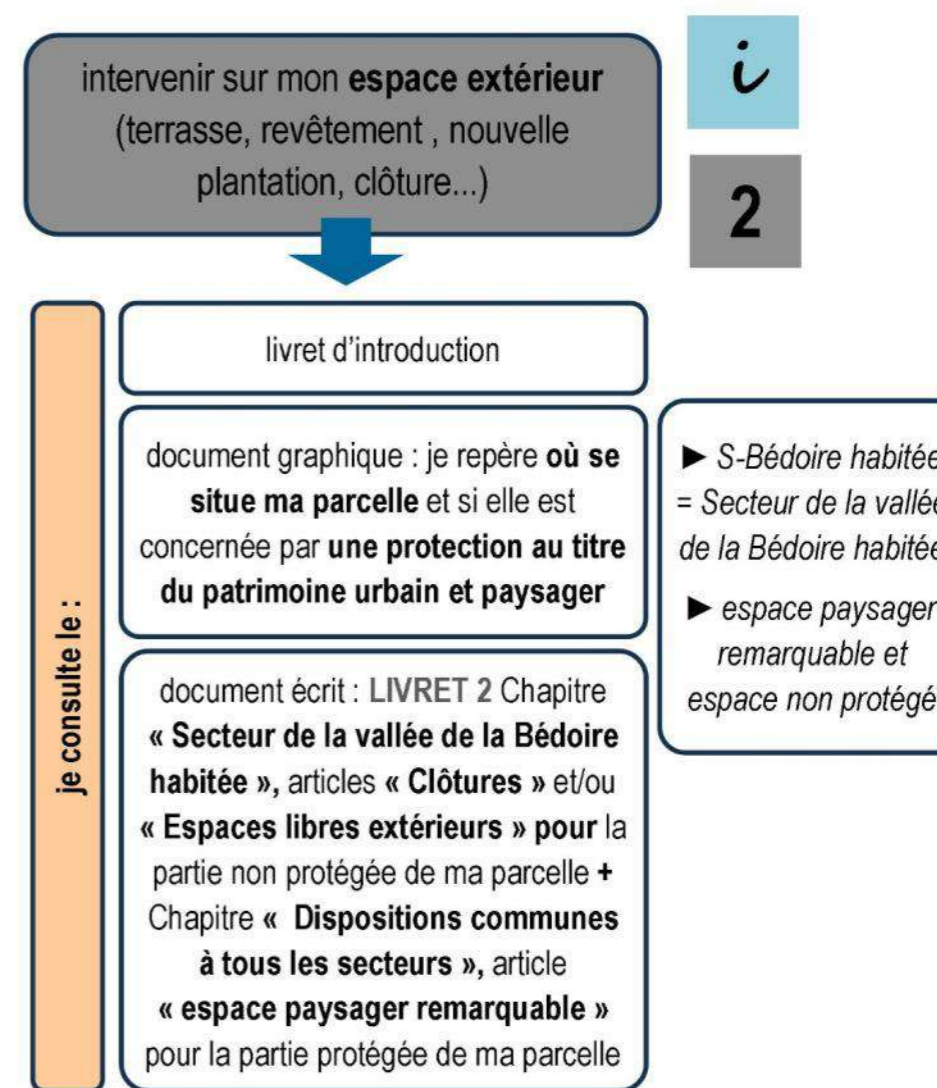 intervenir sur mon espace extérieur
(terrasse, revêtement , nouvelle
plantation, clôture...)
i
2
je consulte le :
livret d'introduction
document graphique : je repère où se
situe ma parcelle et si elle est
concernée par une protection au titre
du patrimoine urbain et paysager
► S-Bédoire habitée
= Secteur de la vallée
de la Bédoire habitée
► espace paysager
remarquable et
espace non protégé
document écrit : LIVRET 2 Chapitre
« Secteur de la vallée de la Bédoire
habitée », articles « Clôtures » et/ou
« Espaces libres extérieurs » pour la
partie non protégée de ma parcelle +
Chapitre « Dispositions communes
à tous les secteurs », article
« espace paysager remarquable »
pour la partie protégée de ma parcelle